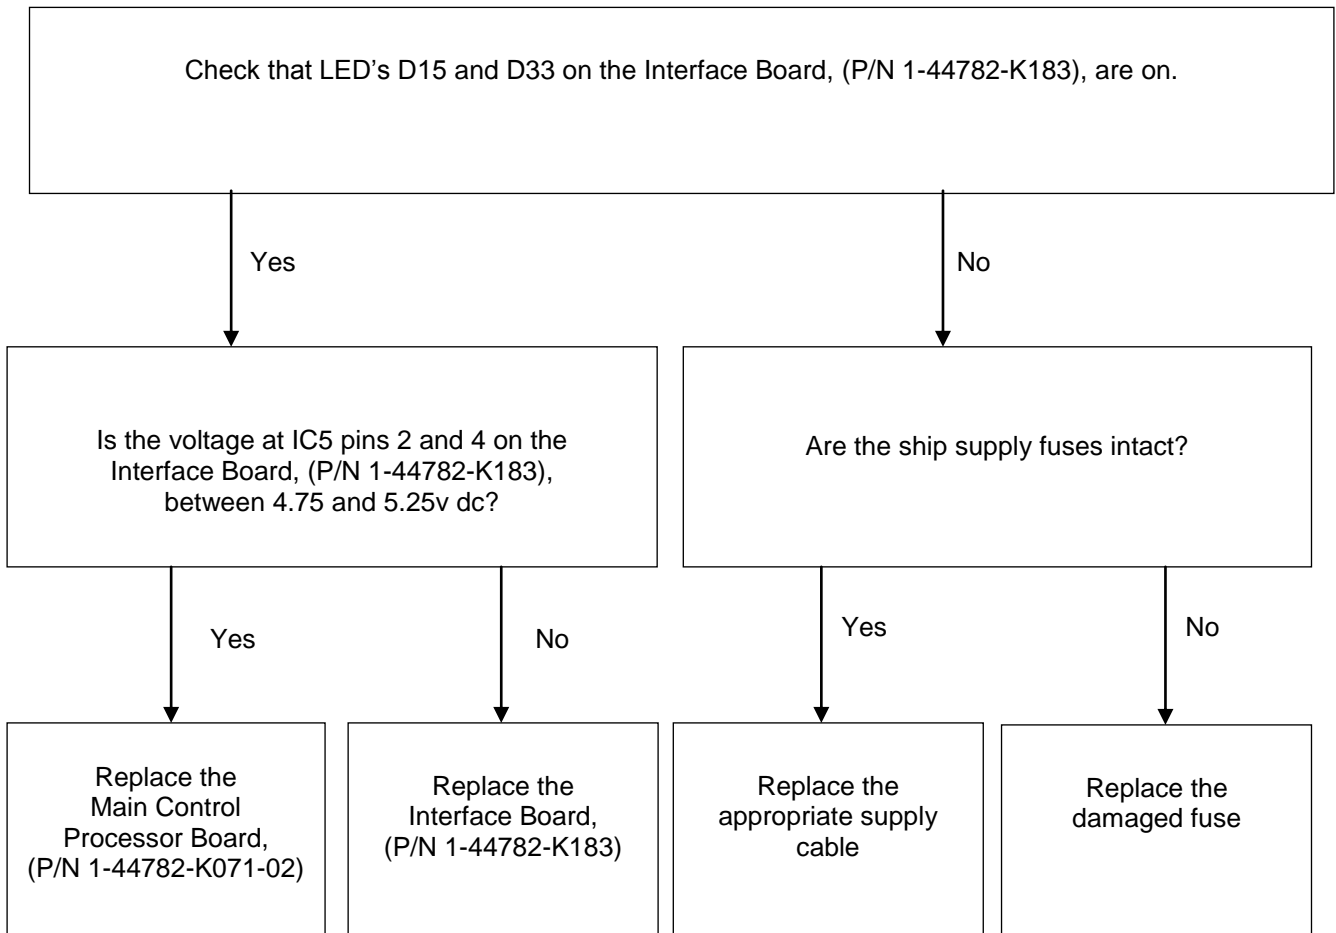 Check that LED's D15 and D33 on the Interface Board, (P/N 1-44782-K183), are on.
Yes
No
Is the voltage at IC5 pins 2 and 4 on the
Interface Board, (P/N 1-44782-K183),
between 4.75 and 5.25v dc?
Are the ship supply fuses intact?
Yes
No
Yes
No
Replace the
Main Control
Processor Board,
(P/N 1-44782-K071-02)
Replace the
Interface Board,
(P/N 1-44782-K183)
Replace the
appropriate supply
cable
Replace the
damaged fuse